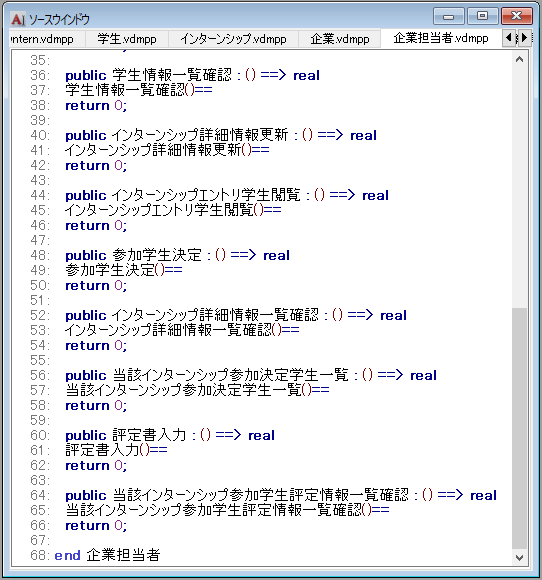 ソースウインドウ
ntern.vdmpp 学生.vdmpp インターンシップ.vdmpp 企業.vdmpp 企業担当者.vdmpp
35:
36: public 学生情報一覧確認 : () ==> real
37: 学生情報一覧確認()==
38: return 0;
39:
40: public インターンシップ詳細情報更新 : () ==> real
41: インターンシップ詳細情報更新()==
42: return 0;
43:
44: public インターンシップエントリ学生閲覧 : () ==> real
45: インターンシップエントリ学生閲覧()==
46: return 0;
47:
48: public 参加学生決定 : () ==> real
49: 参加学生決定()==
50: return 0;
51:
52: public インターンシップ詳細情報一覧確認 : () ==> real
53: インターンシップ詳細情報一覧確認()==
54: return 0;
55:
56: public 当該インターンシップ参加決定学生一覧 : () ==> real
57: 当該インターンシップ参加決定学生一覧()==
58: return 0;
59:
60: public 評定書入力 : () ==> real
61: 評定書入力()==
62: return 0;
63:
64: public 当該インターンシップ参加学生評定情報一覧確認 : () ==> real
65: 当該インターンシップ参加学生評定情報一覧確認()==
66: return 0;
67:
68: end 企業担当者